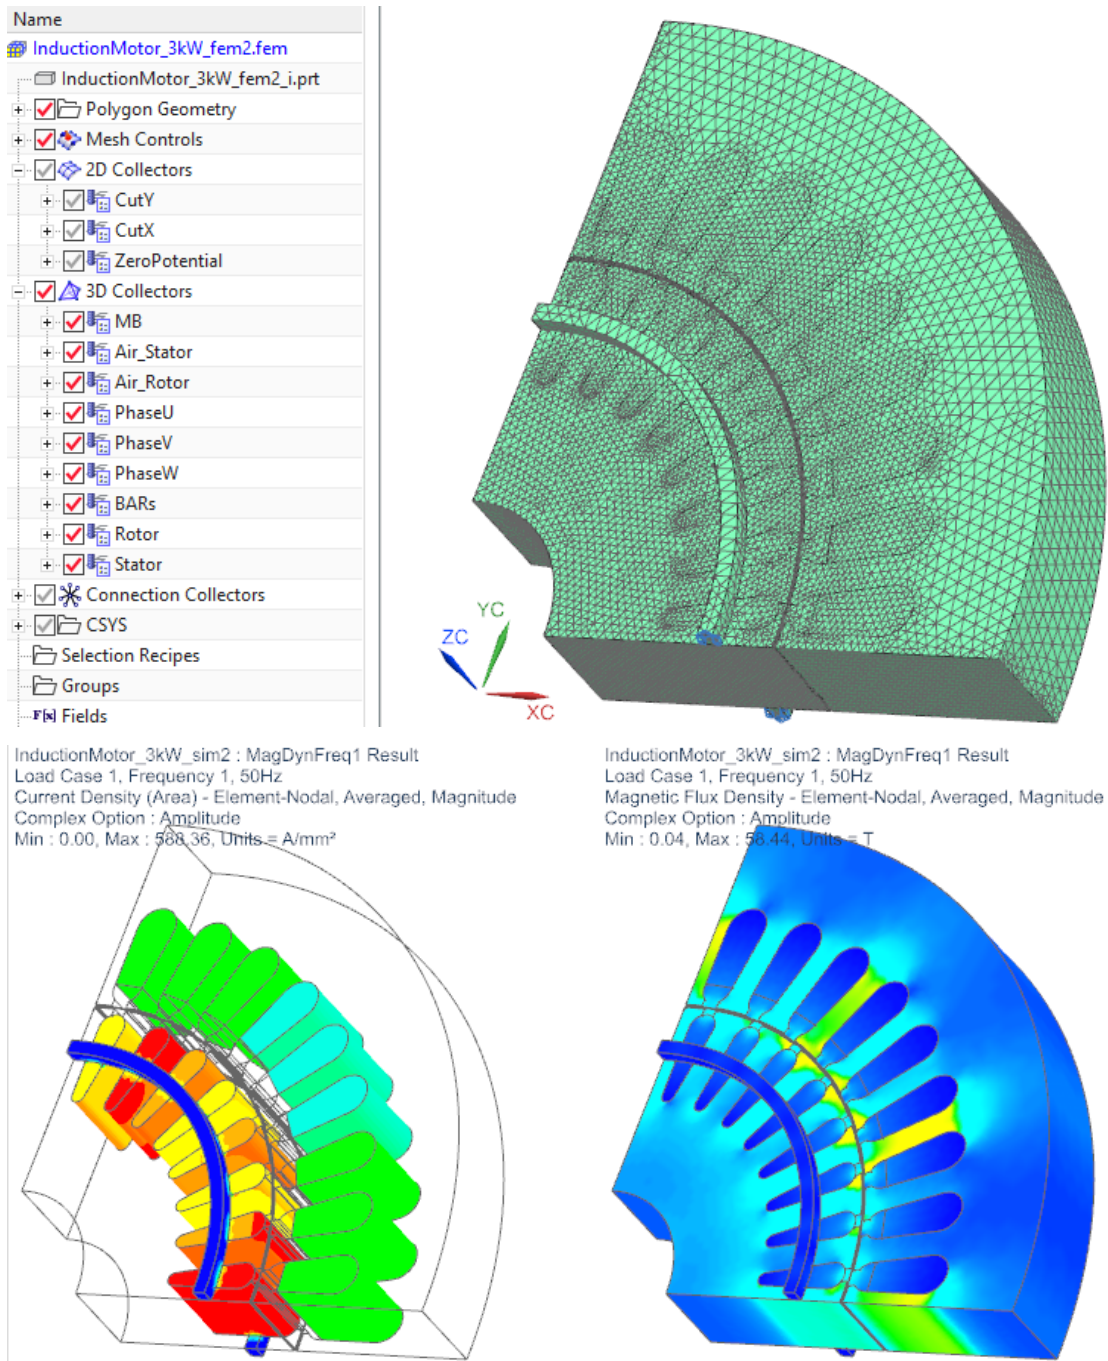 Name
InductionMotor_3kW_fem2.fem
InductionMotor_3kW_fem2_i.prt
Polygon Geometry
Mesh Controls
2D Collectors
CutY
CutX
ZeroPotential
3D Collectors
MB
Air_Stator
Air_Rotor
PhaseU
PhaseV
PhaseW
BARs
Rotor
Stator
Connection Collectors
CSYS
Selection Recipes
Groups
F(x) Fields
YC
ZC
XC
InductionMotor_3kW_sim2 : MagDynFreq1 Result
Load Case 1, Frequency 1, 50Hz
Current Density (Area) - Element-Nodal, Averaged, Magnitude
Complex Option : Amplitude
Min : 0.00, Max : 588.36, Units = A/mm²
InductionMotor_3kW_sim2 : MagDynFreq1 Result
Load Case 1, Frequency 1, 50Hz
Magnetic Flux Density - Element-Nodal, Averaged, Magnitude
Complex Option : Amplitude
Min : 0.04, Max : 58.44, Units = T